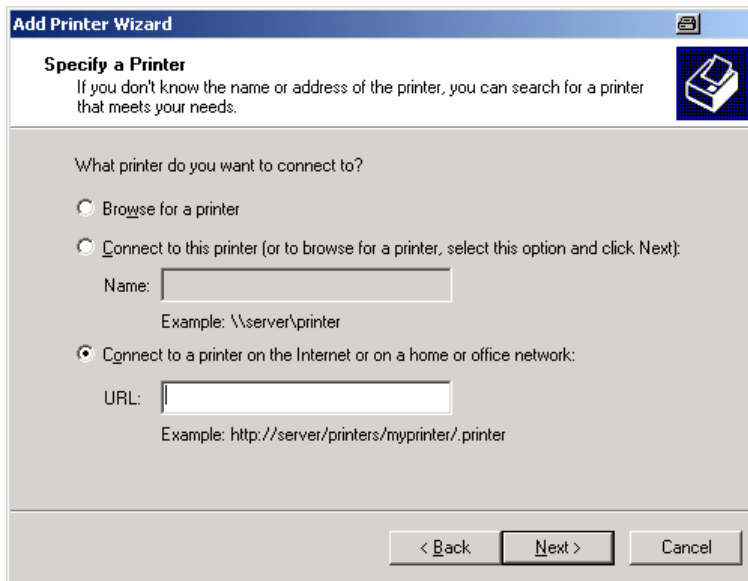 Add Printer Wizard
Specify a Printer
If you don't know the name or address of the printer, you can search for a printer
that meets your needs.
What printer do you want to connect to?
Browse for a printer
Connect to this printer (or to browse for a printer, select this option and click Next):
Name:
Example: \\server\printer
Connect to a printer on the Internet or on a home or office network:
URL:
Example: http://server/printers/myprinter/.printer
< Back Next > Cancel